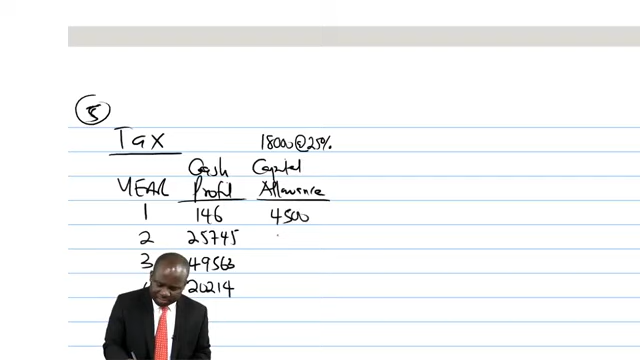 5
Tax 18000@25%
Cash Capital
YEAR Profit Allowance
1 146 4500
2 25745
3 49563
20214